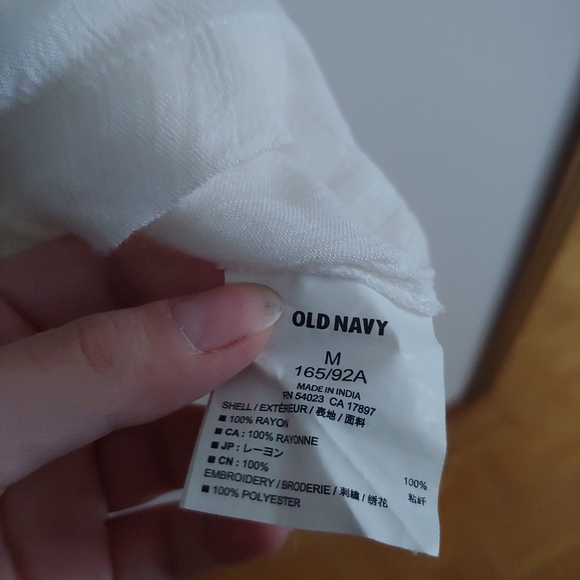 OLD NAVY
M
165/92A
MADE IN INDIA
RN 54023 CA 17897
SHELL / EXTÉRIEUR / 表地 / 面料
■ 100% RAYON
■ CA : 100% RAYONNE
■ JP : レーヨン 100%
■ CN : 100% 粘纤
EMBROIDERY / BRODERIE / 刺繍 / 绣花
■ 100% POLYESTER